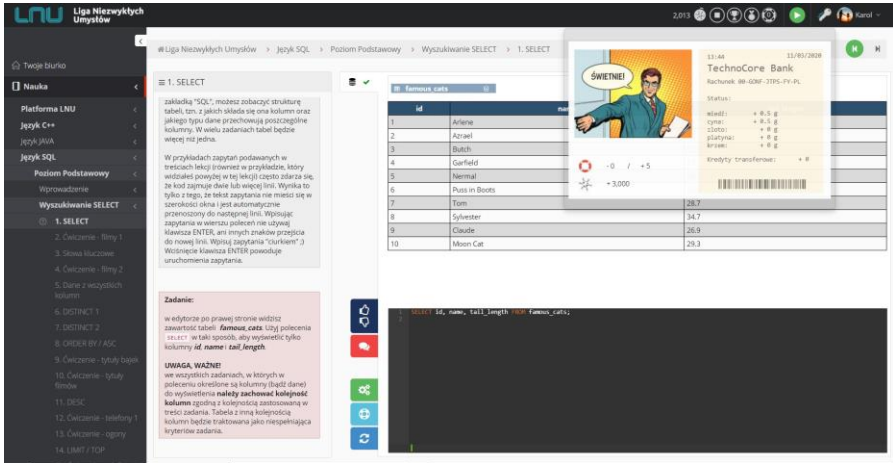 LNU Liga Niezwykłych
Umysłów
2,013
Karol
Twoje biurko
Nauka
Platforma LNU
Język C++
Język JAVA
Język SQL
Poziom Podstawowy
Wprowadzenie
Wyszukiwanie SELECT
1. SELECT
2. Ćwiczenie - filmy 1
3. Słowa kluczowe
4. Ćwiczenie - filmy 2
5. Dane z wszystkich
kolumn
6. DISTINCT 1
7. DISTINCT 2
8. ORDER BY / ASC
9. Ćwiczenie - tytuły bajek
10. Ćwiczenie - tytuły
filmów
11. DESC
12. Ćwiczenie - telefony 1
13. Ćwiczenie - ogony
14. LIMIT / TOP
Liga Niezwykłych Umysłów > Język SQL > Poziom Podstawowy > Wyszukiwanie SELECT > 1. SELECT
1. SELECT
zakładką "SQL", możesz zobaczyć strukturę
tabeli, tzn. z jakich składa się ona kolumn oraz
jakiego typu dane przechowują poszczególne
kolumny. W wielu zadaniach tabel będzie
więcej niż jedna.
W przykładach zapytań podawanych w
treściach lekcji (również w przykładzie, który
widziałeś powyżej w tej lekcji) często zdarza się,
że kod zajmuje dwie lub więcej linii. Wynika to
tylko z tego, że tekst zapytania nie mieści się w
szerokości okna i jest automatycznie
przenoszony do następnej linii. Wpisując
zapytania w wierszu poleceń nie używaj
klawisza ENTER, ani innych znaków przejścia
do nowej linii. Wpisuj zapytania "ciurkiem" ;)
Wciśnięcie klawisza ENTER powoduje
uruchomienia zapytania.
Zadanie:
w edytorze po prawej stronie widzisz
zawartość tabeli famous_cats. Użyj polecenia
SELECT w taki sposób, aby wyświetlić tylko
kolumny id, name i tail_length.
UWAGA, WAŻNE!
we wszystkich zadaniach, w których w
poleceniu określone są kolumny (bądź dane)
do wyświetlenia należy zachować kolejność
kolumn zgodną z kolejnością zastosowaną w
treści zadania. Tabela z inną kolejnością
kolumn będzie traktowana jako niespełniająca
kryteriów zadania.
famous_cats
id
1 Arlene
2 Azrael
3 Butch
4 Garfield
5 Nermal
6 Puss in Boots
7 Tom 28.7
8 Sylvester 34.7
9 Claude 26.9
10 Moon Cat 29.3
ŚWIETNIE!
-0 / +5
+3,000
13:44 11/03/2020
TechnoCore Bank
Status:
miedź: + 0.5 g
cyna: + 0.5 g
złoto: + 0 g
platyna: + 0 g
krzem: + 0 g
Kredyty transferowe: + 0
1 SELECT id, name, tail_length FROM famous_cats;
2